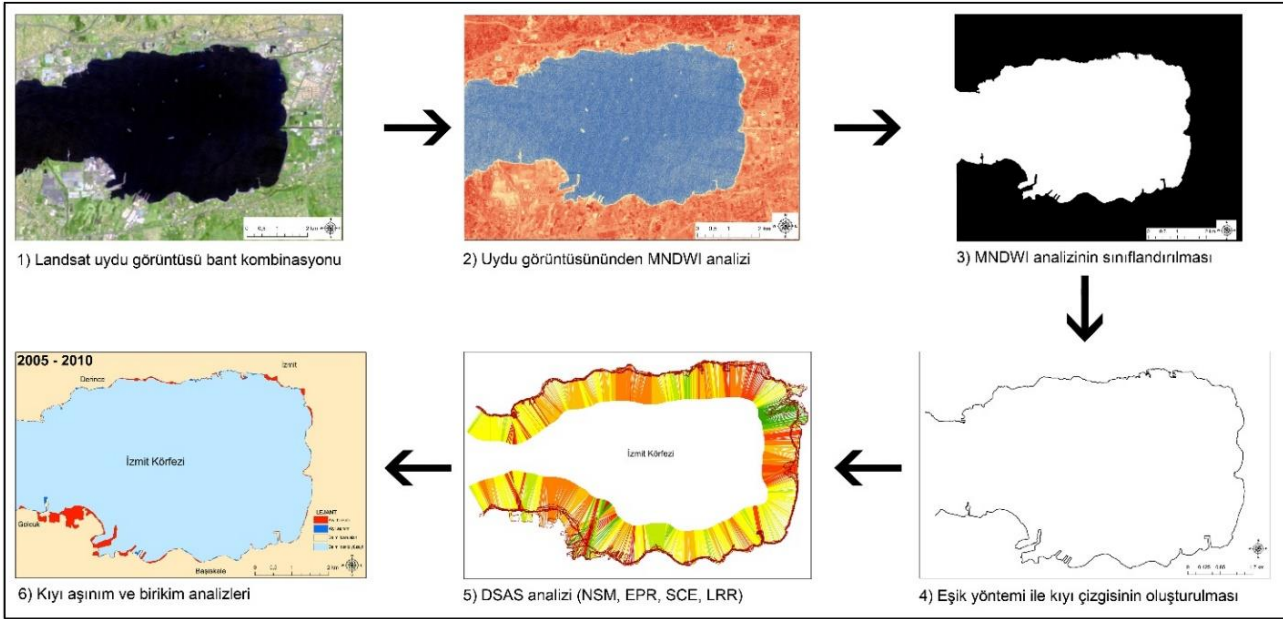 1) Landsat uydu görüntüsü bant kombinasyonu
2) Uydu görüntüsününden MNDWI analizi
3) MNDWI analizinin sınıflandırılması
4) Eşik yöntemi ile kıyı çizgisinin oluşturulması
İzmit Körfezi
5) DSAS analizi (NSM, EPR, SCE, LRR)
2005 - 2010
Derince
İzmit
İzmit Körfezi
Gölcük
LEJANT
Başiskele
6) Kıyı aşınım ve birikim analizleri